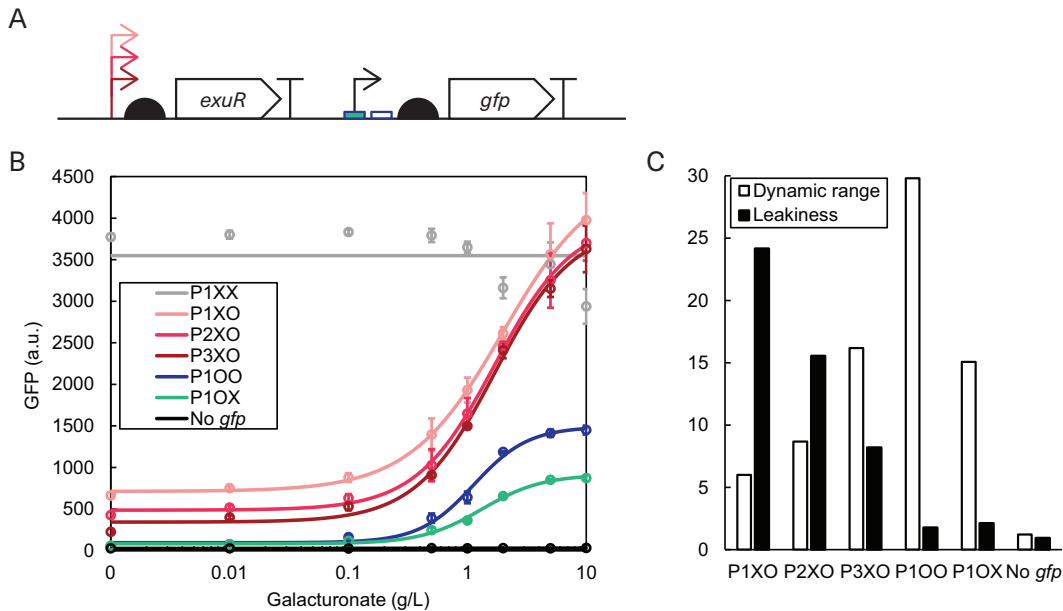 A
exuR
gfp
B
4500
4000
3500
3000
2500
2000
1500
1000
500
0
GFP (a.u.)
P1XX
P1XO
P2XO
P3XO
P1OO
P1OX
No gfp
0
0.01
0.1
1
10
Galacturonate (g/L)
C
30
25
20
15
10
5
0
Dynamic range
Leakiness
P1XO
P2XO
P3XO
P1OO
P1OX
No gfp